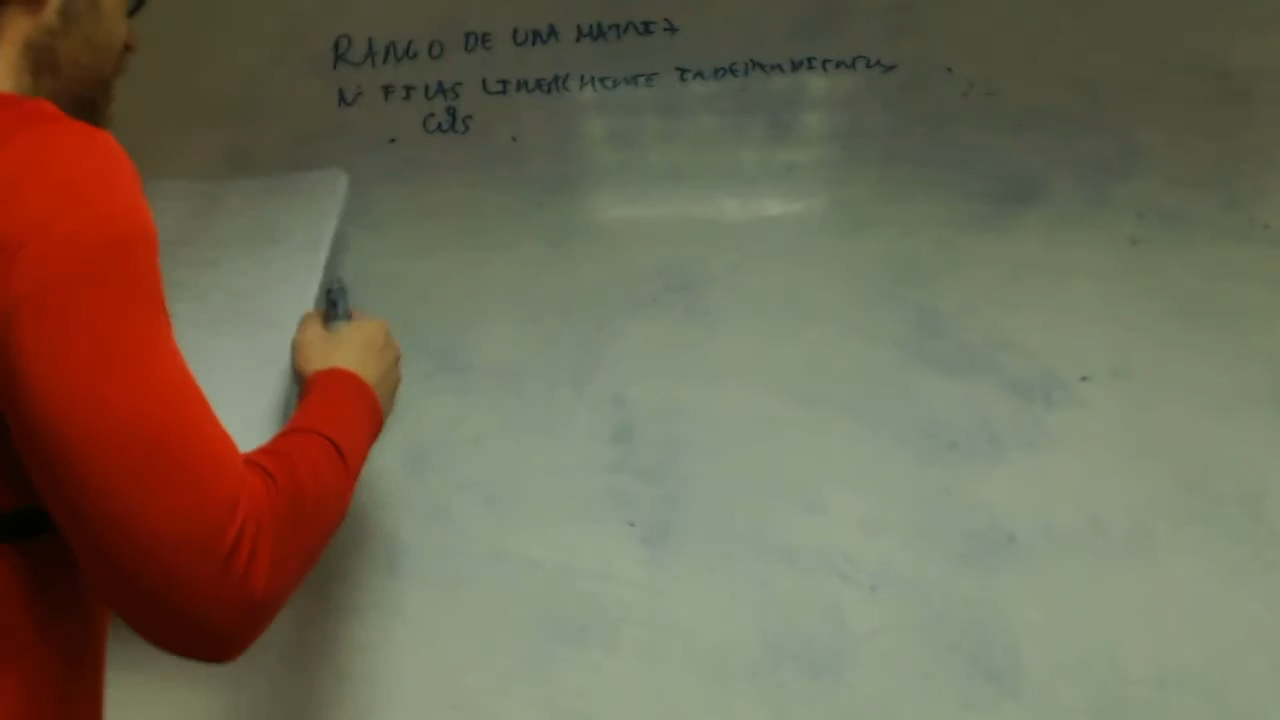 RANGO DE UNA MATRIZ
Nº FILAS LINEALMENTE INDEPENDIENTES
COLS